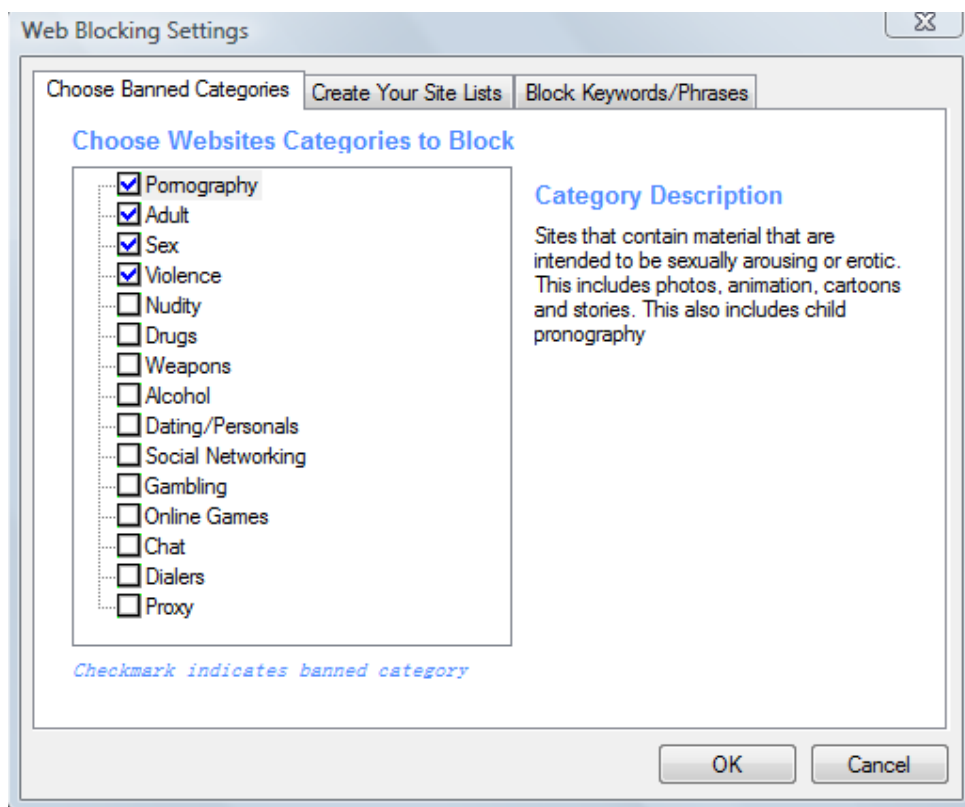 Web Blocking Settings
Choose Banned Categories
Create Your Site Lists
Block Keywords/Phrases
Choose Websites Categories to Block
Pornography
Adult
Sex
Violence
Nudity
Drugs
Weapons
Alcohol
Dating/Personals
Social Networking
Gambling
Online Games
Chat
Dialers
Proxy
Category Description
Sites that contain material that are
intended to be sexually arousing or erotic.
This includes photos, animation, cartoons
and stories. This also includes child
pronography
Checkmark indicates banned category
OK
Cancel